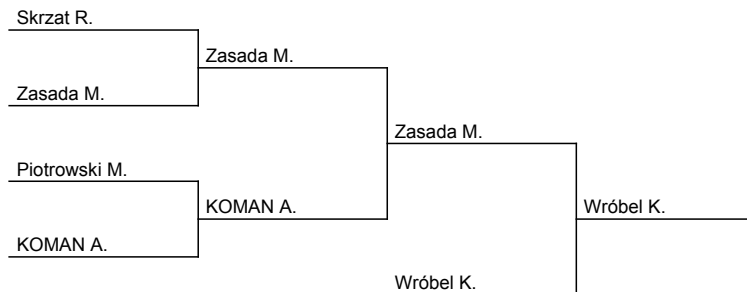 Skrzat R.
Zasada M.
Zasada M.
Zasada M.
Piotrowski M.
KOMAN A.
Wróbel K.
KOMAN A.
Wróbel K.